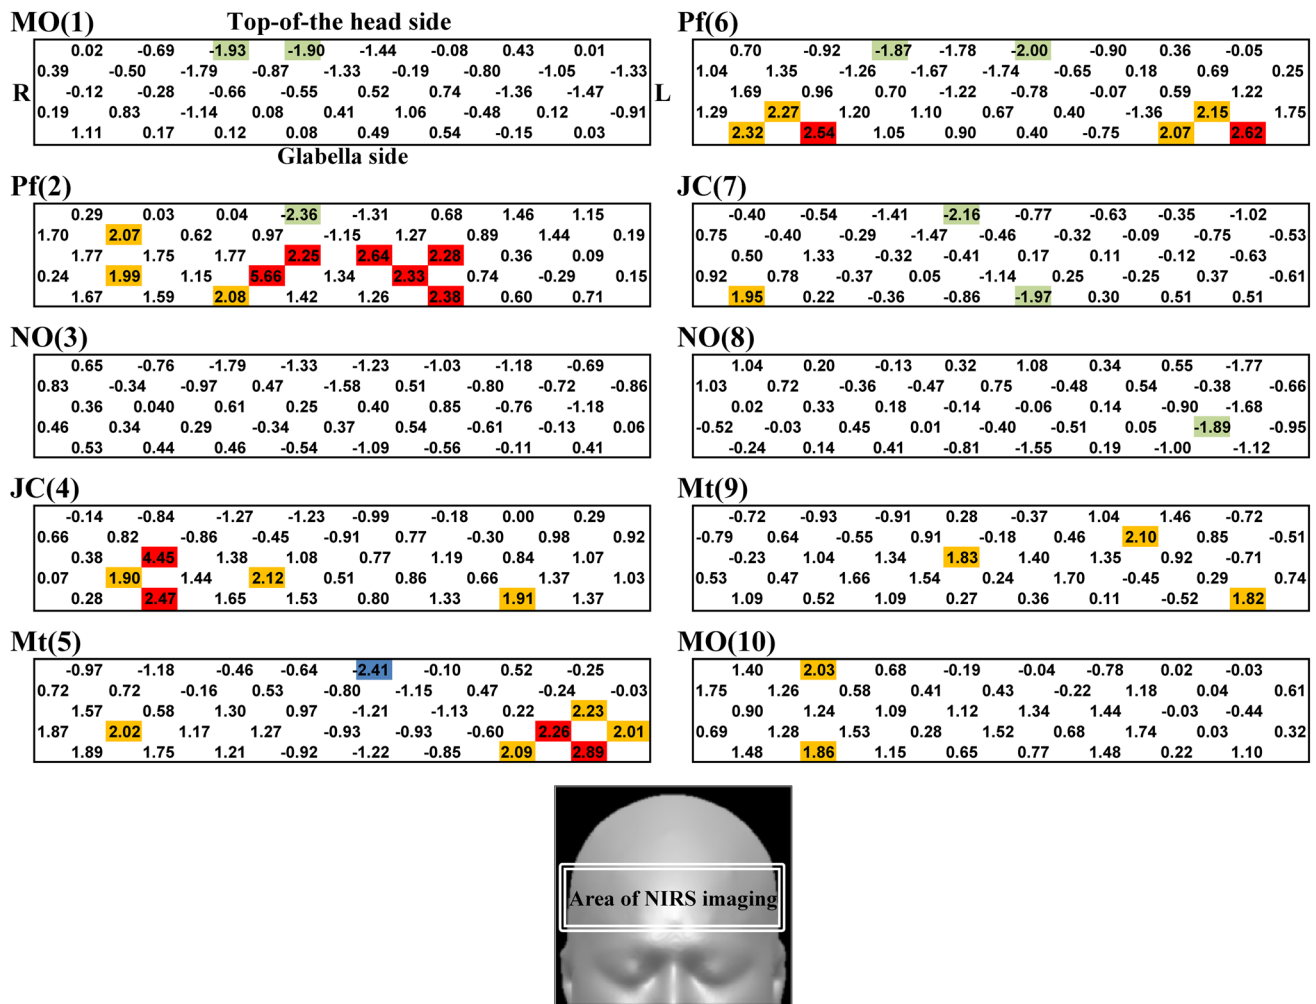 MO(1)
Top-of-the head side
0.02 -0.69 -1.93 -1.90 -1.44 -0.08 0.43 0.01
0.39 -0.50 -1.79 -0.87 -1.33 -0.19 -0.80 -1.05 -1.33
R -0.12 -0.28 -0.66 -0.55 0.52 0.74 -1.36 -1.47 L
0.19 0.83 -1.14 0.08 0.41 1.06 -0.48 0.12 -0.91
1.11 0.17 0.12 0.08 0.49 0.54 -0.15 0.03
Glabella side
Pf(2)
0.29 0.03 0.04 -2.36 -1.31 0.68 1.46 1.15
1.70 2.07 0.62 0.97 -1.15 1.27 0.89 1.44 0.19
1.77 1.75 1.77 2.25 2.64 2.28 0.36 0.09
0.24 1.99 1.15 5.66 1.34 2.33 0.74 -0.29 0.15
1.67 1.59 2.08 1.42 1.26 2.38 0.60 0.71
NO(3)
0.65 -0.76 -1.79 -1.33 -1.23 -1.03 -1.18 -0.69
0.83 -0.34 -0.97 0.47 -1.58 0.51 -0.80 -0.72 -0.86
0.36 0.040 0.61 0.25 0.40 0.85 -0.76 -1.18
0.46 0.34 0.29 -0.34 0.37 0.54 -0.61 -0.13 0.06
0.53 0.44 0.46 -0.54 -1.09 -0.56 -0.11 0.41
JC(4)
-0.14 -0.84 -1.27 -1.23 -0.99 -0.18 0.00 0.29
0.66 0.82 -0.86 -0.45 -0.91 0.77 -0.30 0.98 0.92
0.38 4.45 1.38 1.08 0.77 1.19 0.84 1.07
0.07 1.90 1.44 2.12 0.51 0.86 0.66 1.37 1.03
0.28 2.47 1.65 1.53 0.80 1.33 1.91 1.37
Mt(5)
-0.97 -1.18 -0.46 -0.64 -2.41 -0.10 0.52 -0.25
0.72 0.72 -0.16 0.53 -0.80 -1.15 0.47 -0.24 -0.03
1.57 0.58 1.30 0.97 -1.21 -1.13 0.22 2.23
1.87 2.02 1.17 1.27 -0.93 -0.93 -0.60 2.26 2.01
1.89 1.75 1.21 -0.92 -1.22 -0.85 2.09 2.89
Pf(6)
0.70 -0.92 -1.87 -1.78 -2.00 -0.90 0.36 -0.05
1.04 1.35 -1.26 -1.67 -1.74 -0.65 0.18 0.69 0.25
1.69 0.96 0.70 -1.22 -0.78 -0.07 0.59 1.22
1.29 2.27 1.20 1.10 0.67 0.40 -1.36 2.15 1.75
2.32 2.54 1.05 0.90 0.40 -0.75 2.07 2.62
JC(7)
-0.40 -0.54 -1.41 -2.16 -0.77 -0.63 -0.35 -1.02
0.75 -0.40 -0.29 -1.47 -0.46 -0.32 -0.09 -0.75 -0.53
0.50 1.33 -0.32 -0.41 0.17 0.11 -0.12 -0.63
0.92 0.78 -0.37 0.05 -1.14 0.25 -0.25 0.37 -0.61
1.95 0.22 -0.36 -0.86 -1.97 0.30 0.51 0.51
NO(8)
1.04 0.20 -0.13 0.32 1.08 0.34 0.55 -1.77
1.03 0.72 -0.36 -0.47 0.75 -0.48 0.54 -0.38 -0.66
0.02 0.33 0.18 -0.14 -0.06 0.14 -0.90 -1.68
-0.52 -0.03 0.45 0.01 -0.40 -0.51 0.05 -1.89 -0.95
-0.24 0.14 0.41 -0.81 -1.55 0.19 -1.00 -1.12
Mt(9)
-0.72 -0.93 -0.91 0.28 -0.37 1.04 1.46 -0.72
-0.79 0.64 -0.55 0.91 -0.18 0.46 2.10 0.85 -0.51
-0.23 1.04 1.34 1.83 1.40 1.35 0.92 -0.71
0.53 0.47 1.66 1.54 0.24 1.70 -0.45 0.29 0.74
1.09 0.52 1.09 0.27 0.36 0.11 -0.52 1.82
MO(10)
1.40 2.03 0.68 -0.19 -0.04 -0.78 0.02 -0.03
1.75 1.26 0.58 0.41 0.43 -0.22 1.18 0.04 0.61
0.90 1.24 1.09 1.12 1.34 1.44 -0.03 -0.44
0.69 1.28 1.53 0.28 1.52 0.68 1.74 0.03 0.32
1.48 1.86 1.15 0.65 0.77 1.48 0.22 1.10
Area of NIRS imaging